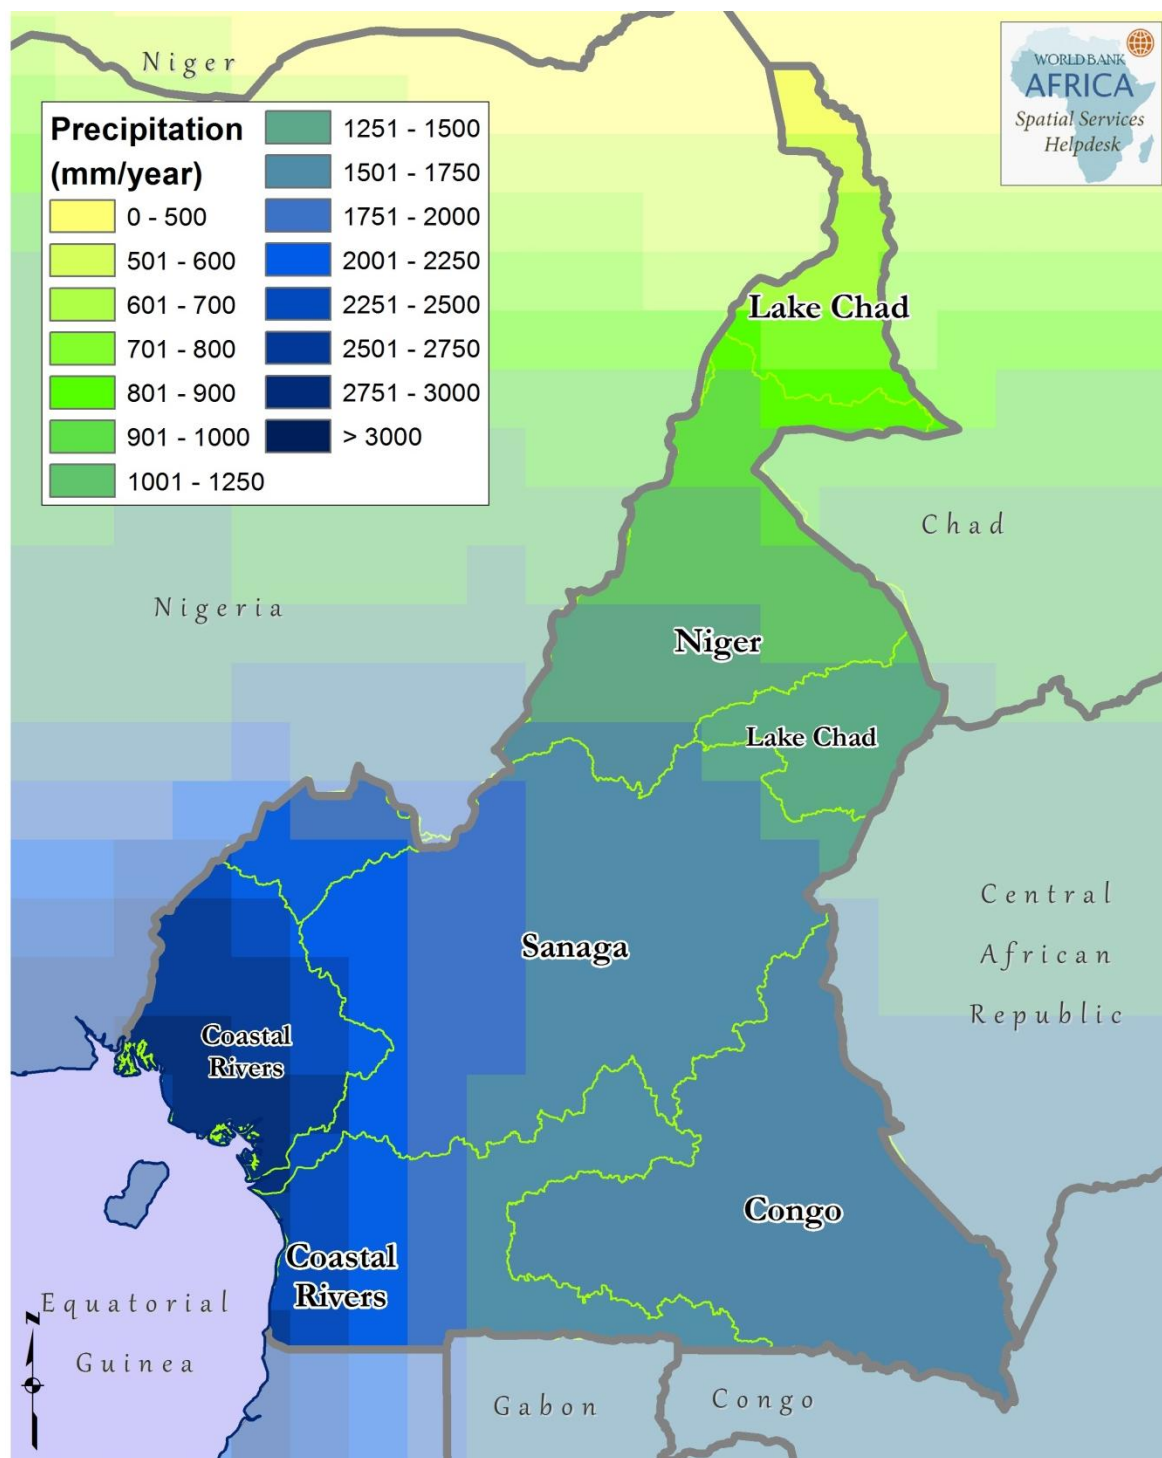 Niger
WORLD BANK
AFRICA
Spatial Services
Helpdesk
Precipitation
(mm/year)
0 - 500
501 - 600
601 - 700
701 - 800
801 - 900
901 - 1000
1001 - 1250
1251 - 1500
1501 - 1750
1751 - 2000
2001 - 2250
2251 - 2500
2501 - 2750
2751 - 3000
> 3000
Lake Chad
Chad
Nigeria
Niger
Lake Chad
Central
African
Republic
Sanaga
Coastal
Rivers
Congo
Coastal
Rivers
Equatorial
Guinea
N
Gabon
Congo